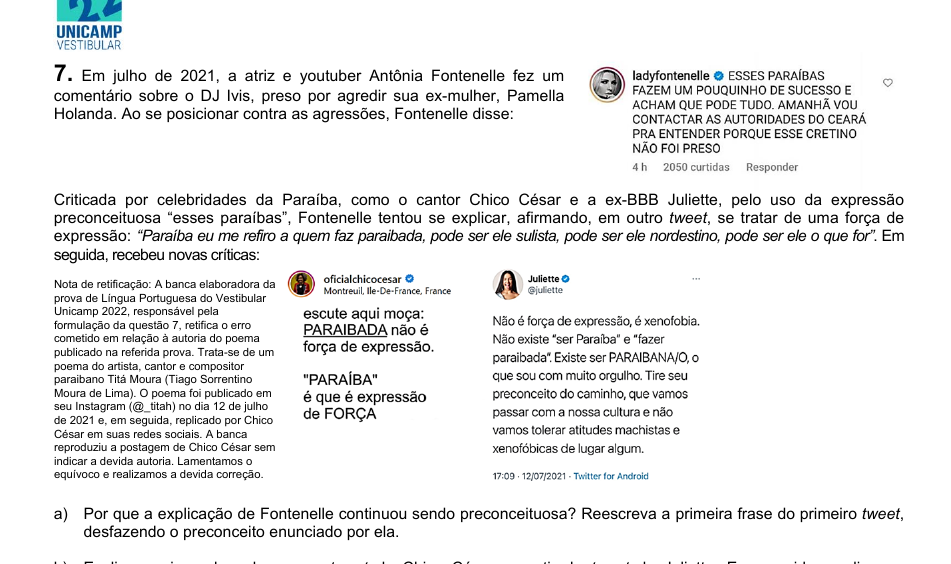 22
UNICAMP
VESTIBULAR
7. Em julho de 2021, a atriz e youtuber Antônia Fontenelle fez um
comentário sobre o DJ Ivis, preso por agredir sua ex-mulher, Pamella
Holanda. Ao se posicionar contra as agressões, Fontenelle disse:
ladyfontenelle ESSES PARAÍBAS
FAZEM UM POUQUINHO DE SUCESSO E
ACHAM QUE PODE TUDO. AMANHÃ VOU
CONTACTAR AS AUTORIDADES DO CEARÁ
PRA ENTENDER PORQUE ESSE CRETINO
NÃO FOI PRESO
4 h 2050 curtidas Responder
Criticada por celebridades da Paraíba, como o cantor Chico César e a ex-BBB Juliette, pelo uso da expressão
preconceituosa “esses paraíbas”, Fontenelle tentou se explicar, afirmando, em outro tweet, se tratar de uma força de
expressão: “Paraíba eu me refiro a quem faz paraibada, pode ser ele sulista, pode ser ele nordestino, pode ser ele o que for”. Em
seguida, recebeu novas críticas:
Nota de retificação: A banca elaboradora da
prova de Língua Portuguesa do Vestibular
Unicamp 2022, responsável pela
formulação da questão 7, retifica o erro
cometido em relação à autoria do poema
publicado na referida prova. Trata-se de um
poema do artista, cantor e compositor
paraibano Titá Moura (Tiago Sorrentino
Moura de Lima). O poema foi publicado em
seu Instagram (@_titah) no dia 12 de julho
de 2021 e, em seguida, replicado por Chico
César em suas redes sociais. A banca
reproduziu a postagem de Chico César sem
indicar a devida autoria. Lamentamos o
equívoco e realizamos a devida correção.
oficialchicocesar
Montreuil, Ile-De-France, France
escute aqui moça:
PARAIBADA não é
força de expressão.
"PARAÍBA"
é que é expressão
de FORÇA
Juliette
@juliette
Não é força de expressão, é xenofobia.
Não existe “ser Paraíba” e “fazer
paraibada”. Existe ser PARAIBANA/O, o
que sou com muito orgulho. Tire seu
preconceito do caminho, que vamos
passar com a nossa cultura e não
vamos tolerar atitudes machistas e
xenofóbicas de lugar algum.
17:09 · 12/07/2021 · Twitter for Android
a) Por que a explicação de Fontenelle continuou sendo preconceituosa? Reescreva a primeira frase do primeiro tweet,
desfazendo o preconceito enunciado por ela.